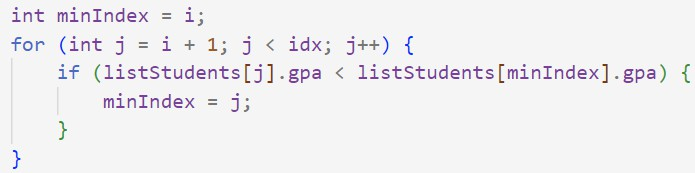 int minIndex = i;
for (int j = i + 1; j < idx; j++) {
    if (listStudents[j].gpa < listStudents[minIndex].gpa) {
        minIndex = j;
    }
}